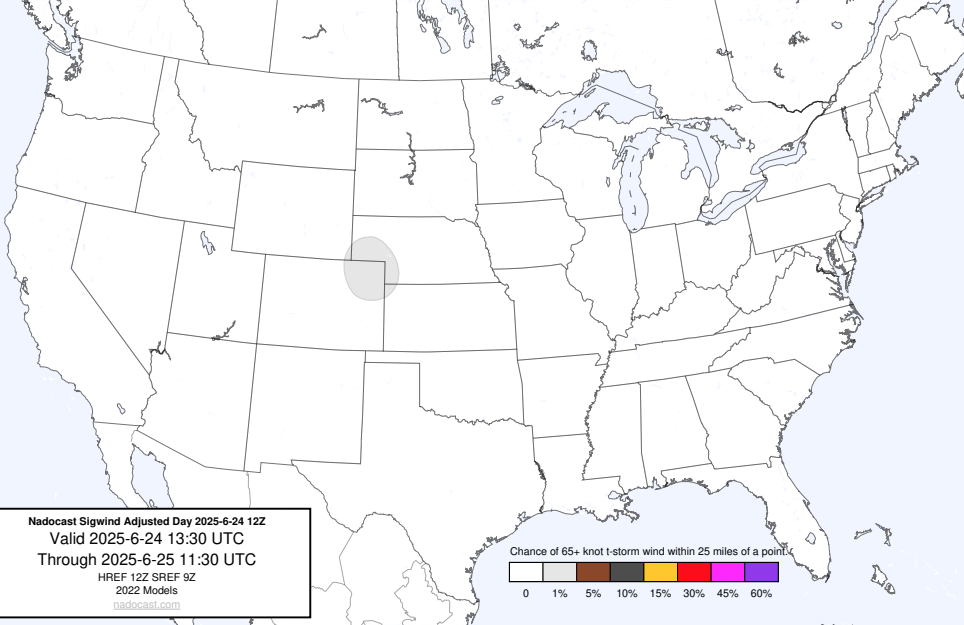 Nadocast Sigwind Adjusted Day 2025-6-24 12Z
Valid 2025-6-24 13:30 UTC
Through 2025-6-25 11:30 UTC
HREF 12Z SREF 9Z
2022 Models
nadocast.com
Chance of 65+ knot t-storm wind within 25 miles of a point.
0 1% 5% 10% 15% 30% 45% 60%